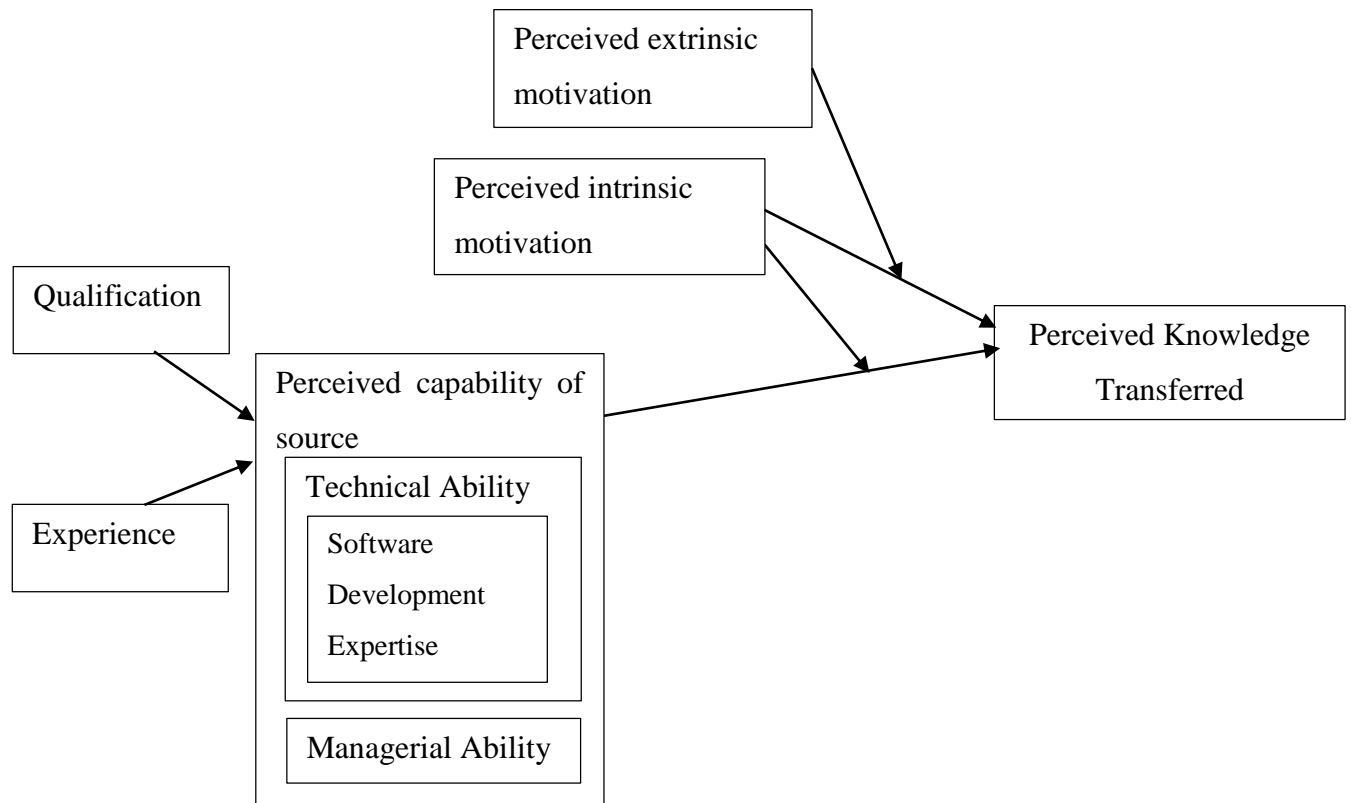 Perceived extrinsic
motivation
Perceived intrinsic
motivation
Qualification
Perceived Knowledge
Transferred
Perceived capability of
source
Technical Ability
Software
Development
Expertise
Experience
Managerial Ability